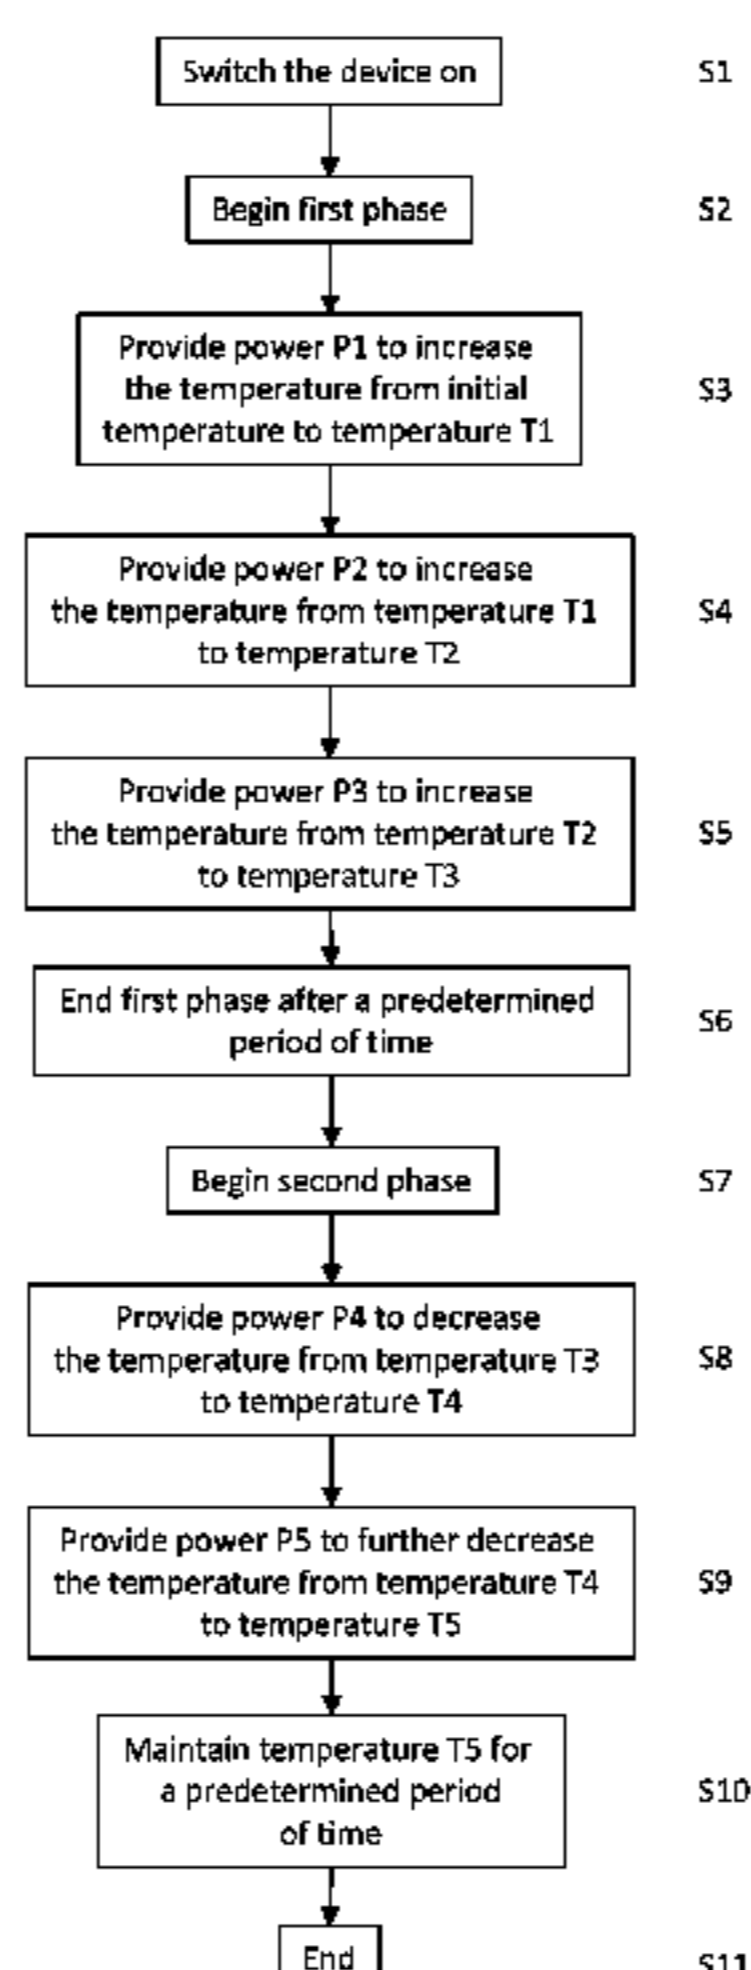 Switch the device on
S1
Begin first phase
S2
Provide power P1 to increase
the temperature from initial
temperature to temperature T1
S3
Provide power P2 to increase
the temperature from temperature T1
to temperature T2
S4
Provide power P3 to increase
the temperature from temperature T2
to temperature T3
S5
End first phase after a predetermined
period of time
S6
Begin second phase
S7
Provide power P4 to decrease
the temperature from temperature T3
to temperature T4
S8
Provide power P5 to further decrease
the temperature from temperature T4
to temperature T5
S9
Maintain temperature T5 for
a predetermined period
of time
S10
End
S11